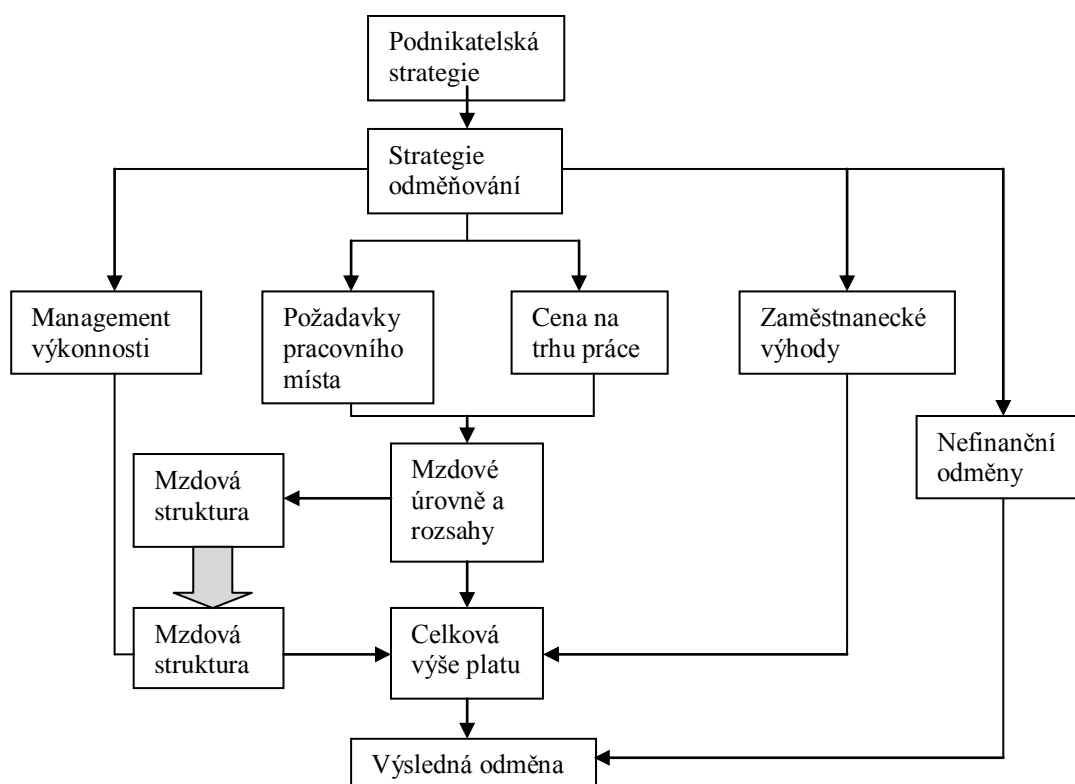 Podnikatelská
strategie
Strategie
odměňování
Management
výkonnosti
Požadavky
pracovního
místa
Cena na
trhu práce
Zaměstnanecké
výhody
Nefinanční
odměny
Mzdová
struktura
Mzdové
úrovně a
rozsahy
Mzdová
struktura
Celková
výše platu
Výsledná odměna